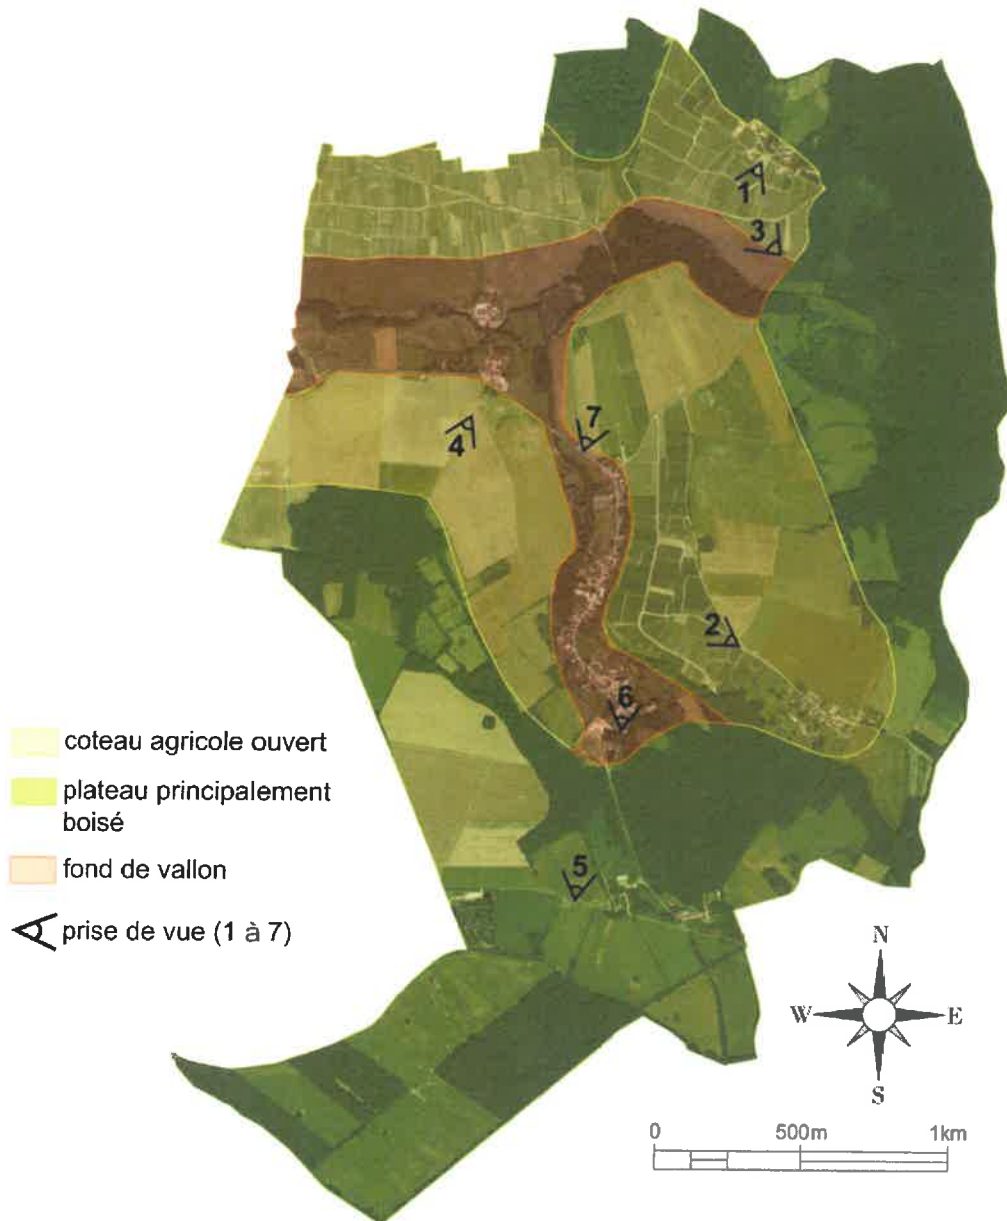 1
3
7
4
2
6
coteau agricole ouvert
plateau principalement
boisé
fond de vallon
5
prise de vue (1 à 7)
N
W E
S
0 500m 1km